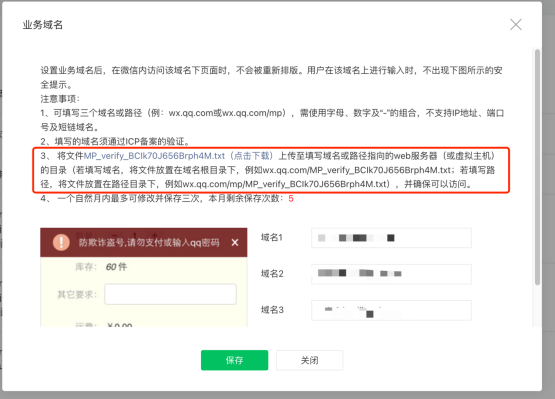 业务域名
设置业务域名后，在微信内访问该域名下页面时，不会被重新排版。用户在该域名上进行输入时，不出现下图所示的安
全提示。
注意事项：
1、可填写三个域名或路径（例：wx.qq.com或wx.qq.com/mp），需使用字母、数字及“-”的组合，不支持IP地址、端口
号及短链域名。
2、填写的域名须通过ICP备案的验证。
3、 将文件MP_verify_BCIk70J656Brph4M.txt（点击下载）上传至填写域名或路径指向的web服务器（或虚拟主机）
的目录（若填写域名，将文件放置在域名根目录下，例如wx.qq.com/MP_verify_BCIk70J656Brph4M.txt；若填写路
径，将文件放置在路径目录下，例如wx.qq.com/mp/MP_verify_BCIk70J656Brph4M.txt），并确保可以访问。
4、 一个自然月内最多可修改并保存三次，本月剩余保存次数：5
防欺诈盗号,请勿支付或输入qq密码
域名1
库存： 60件
域名2
其它要求：
域名3
运费： ￥0.00
保存
关闭